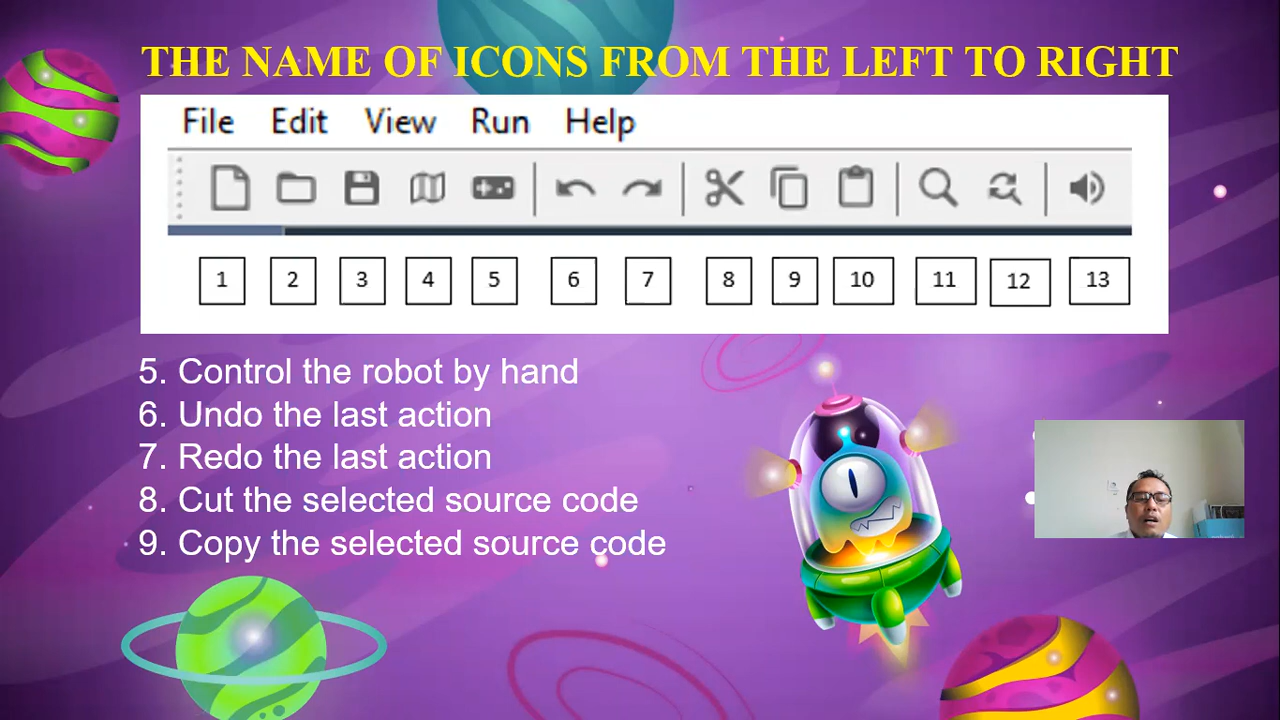 THE NAME OF ICONS FROM THE LEFT TO RIGHT
File Edit View Run Help
1 2 3 4 5 6 7 8 9 10 11 12 13
5. Control the robot by hand
6. Undo the last action
7. Redo the last action
8. Cut the selected source code
9. Copy the selected source code